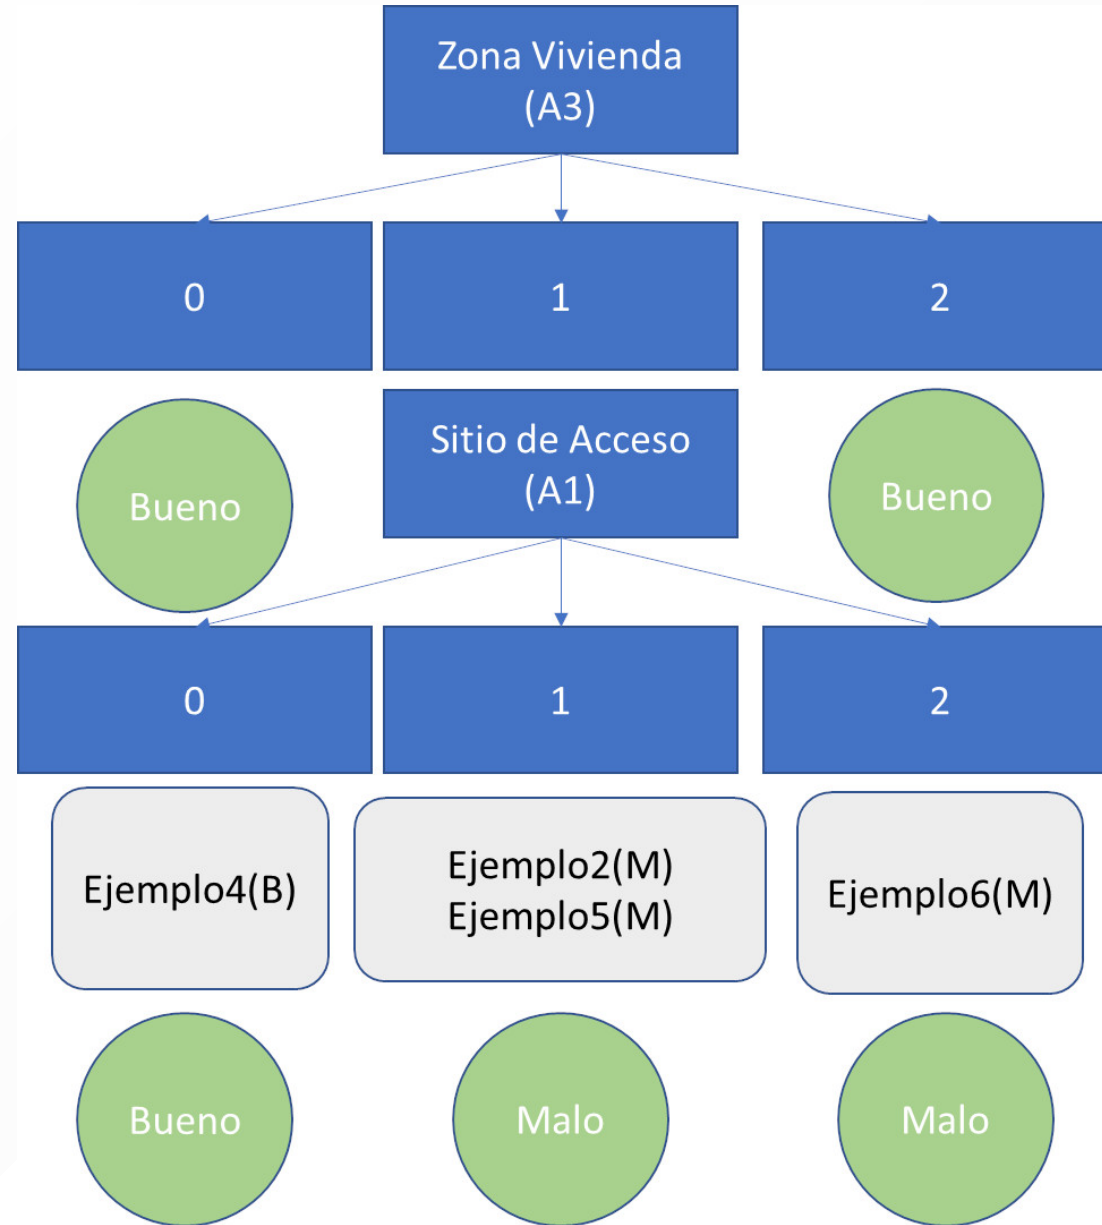 Zona Vivienda
(A3)
0
1
2
Bueno
Sitio de Acceso
(A1)
Bueno
0
1
2
Ejemplo4(B)
Ejemplo2(M)
Ejemplo5(M)
Ejemplo6(M)
Bueno
Malo
Malo